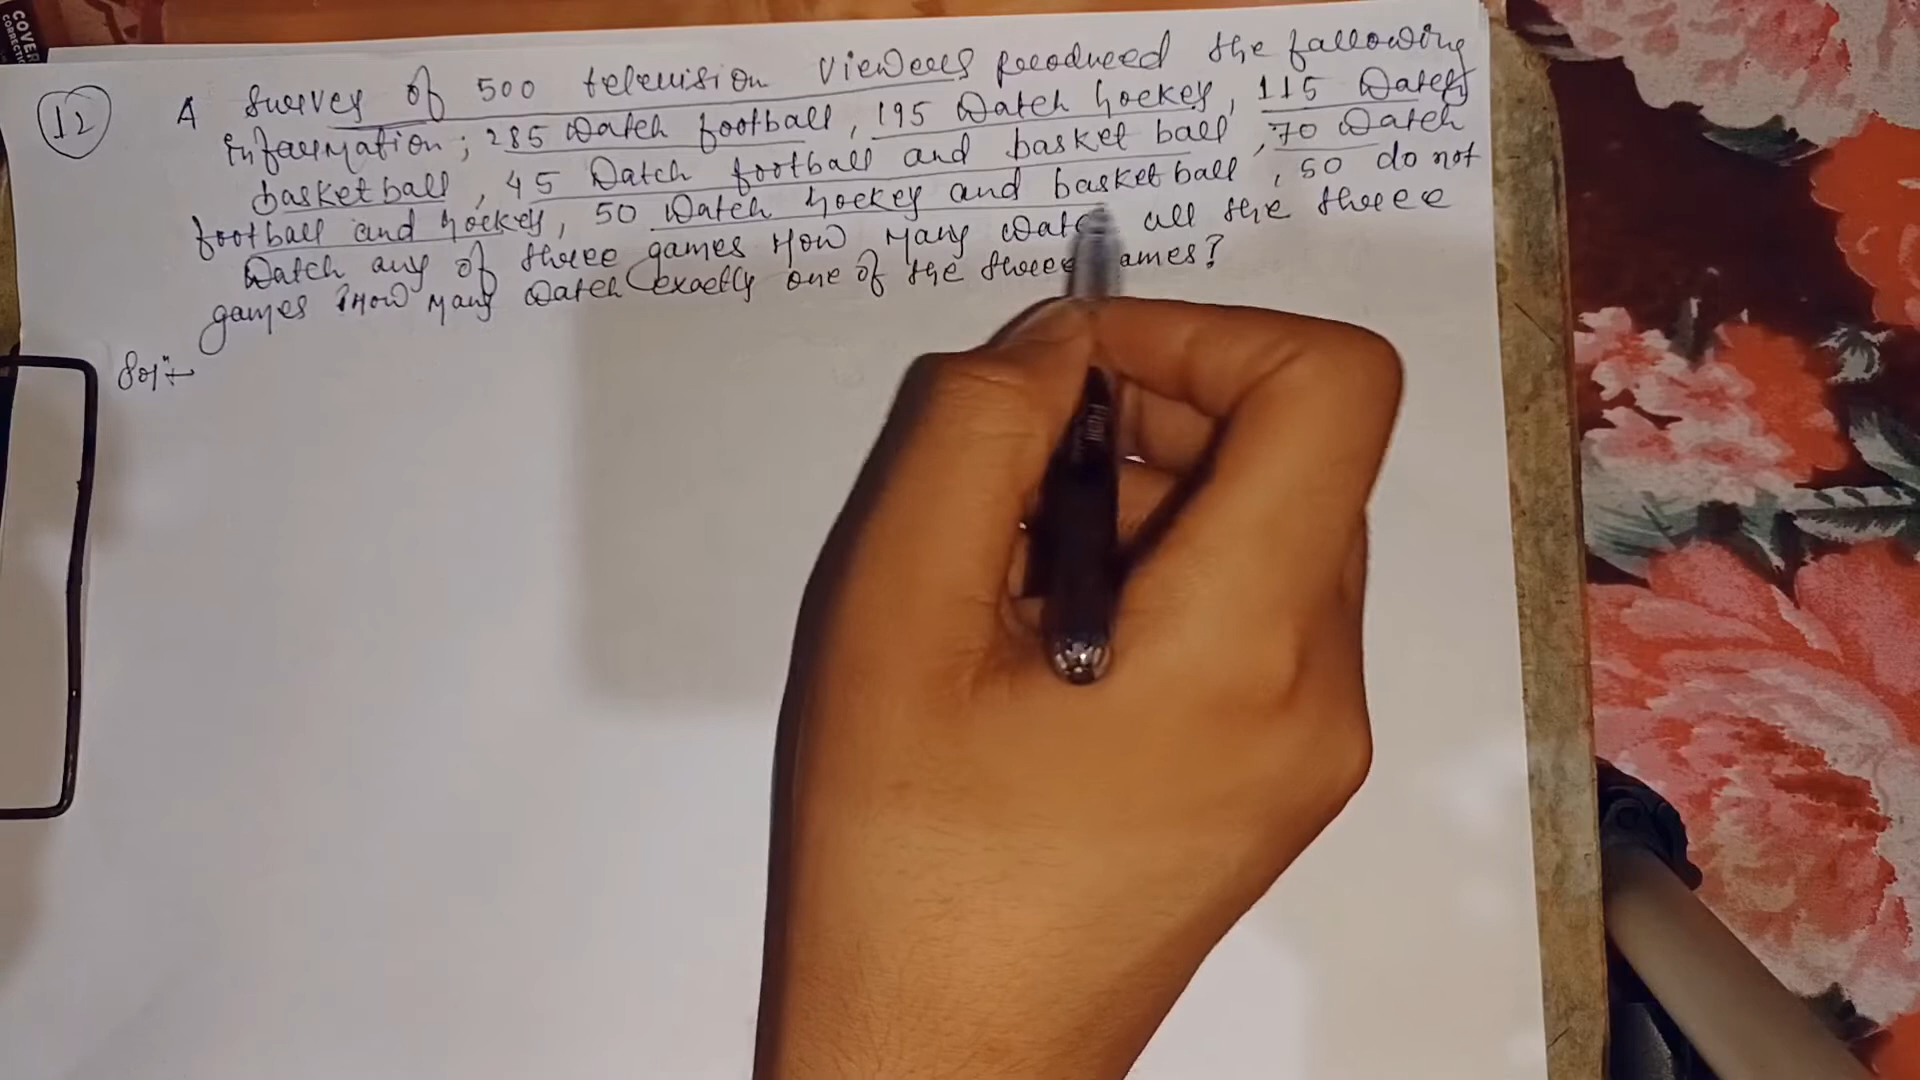 COVER
CORRECTI
12 A survey of 500 television viewers produced the following
information; 285 watch football, 195 watch hockey, 115 watch
basketball, 45 watch football and basket ball, 70 watch
football and hockey, 50 watch hockey and basketball, 50 do not
watch any of three games How many watch all the three
games ? How many watch exactly one of the three games?
Solⁿ